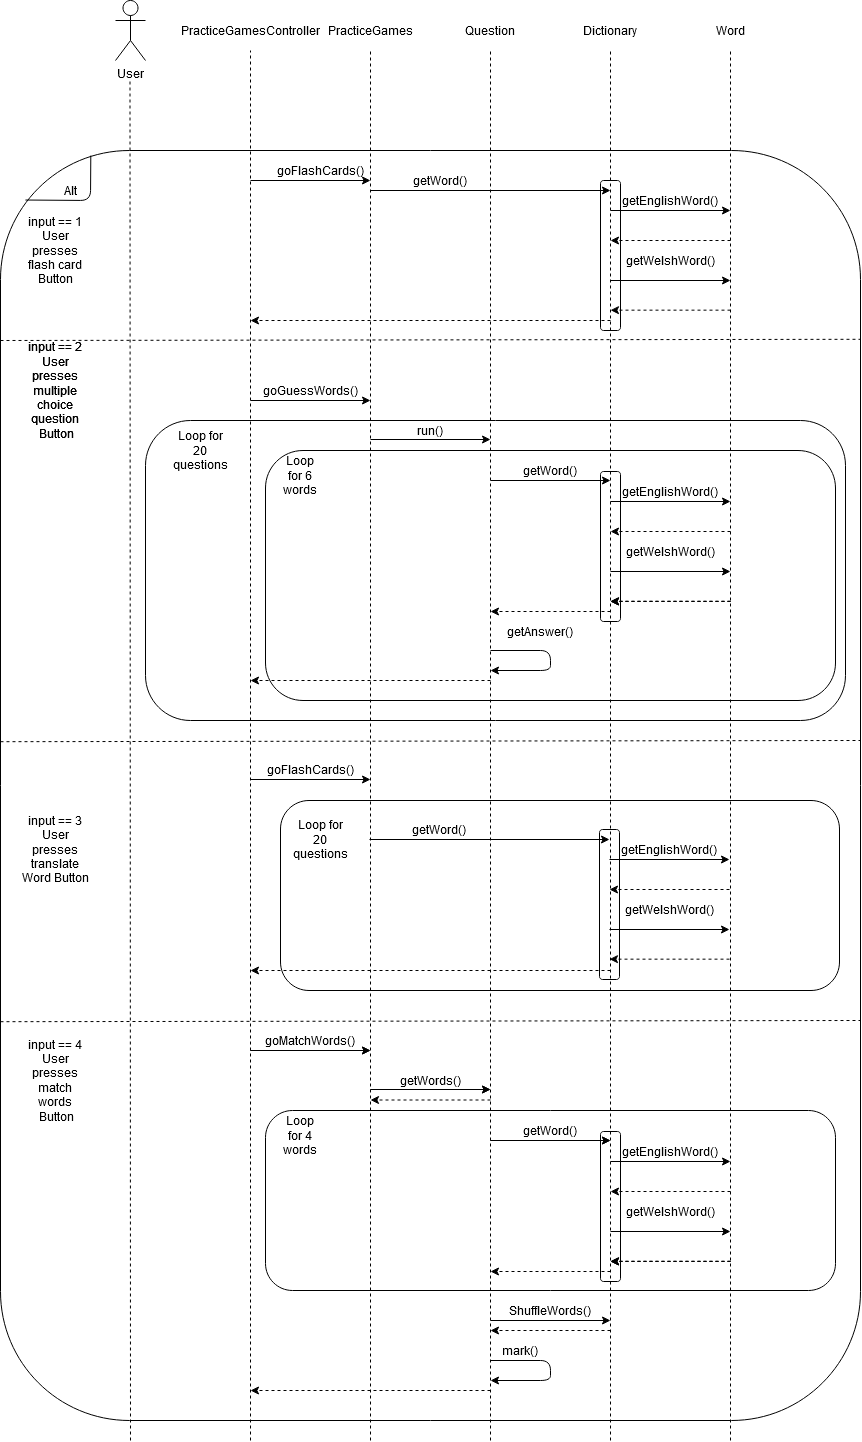 User
PracticeGamesController
PracticeGames
Question
Dictionary
Word
Alt
input == 1
User
presses
flash card
Button
goFlashCards()
getWord()
getEnglishWord()
getWelshWord()
input == 2
User
presses
multiple
choice
question
Button
goGuessWords()
Loop for
20
questions
run()
Loop
for 6
words
getWord()
getEnglishWord()
getWelshWord()
getAnswer()
goFlashCards()
input == 3
User
presses
translate
Word Button
Loop for
20
questions
getWord()
getEnglishWord()
getWelshWord()
input == 4
User
presses
match
words
Button
goMatchWords()
getWords()
Loop
for 4
words
getWord()
getEnglishWord()
getWelshWord()
ShuffleWords()
mark()